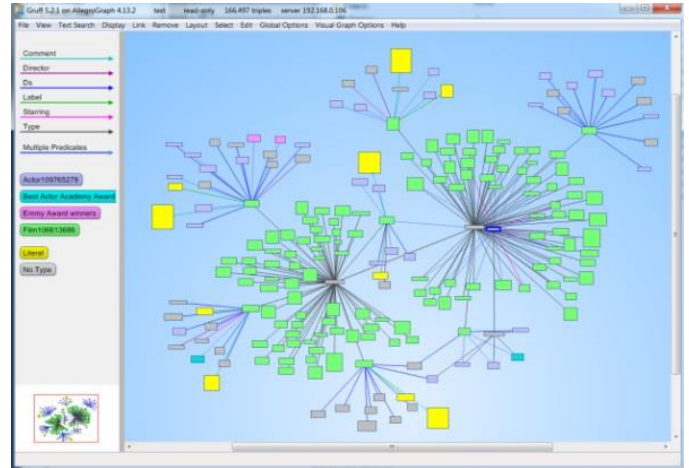 Gruff 5.2.1 on AllegroGraph 4.13.2 test read-only 166,497 triples server 192.168.0.106
File View Text Search Display Link Remove Layout Select Edit Global Options Visual Graph Options Help
Comment
Director
Ds
Label
Starring
Type
Multiple Predicates
Actor109765278
Best Actor Academy Award
Emmy Award winners
Film106613686
Literal
No Type